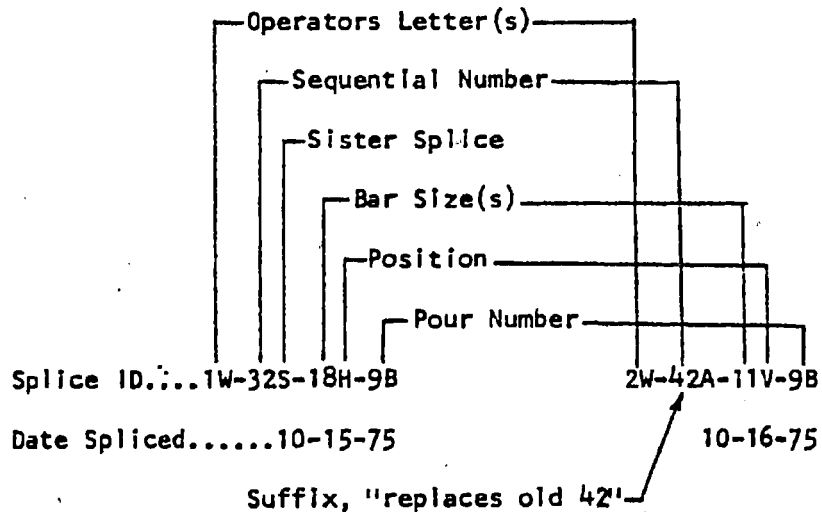 Operators Letter(s)
Sequential Number
Sister Splice
Bar Size(s)
Position
Pour Number
Splice ID....1W-32S-18H-9B 2W-42A-11V-9B
Date Spliced......10-15-75 10-16-75
Suffix, "replaces old 42"